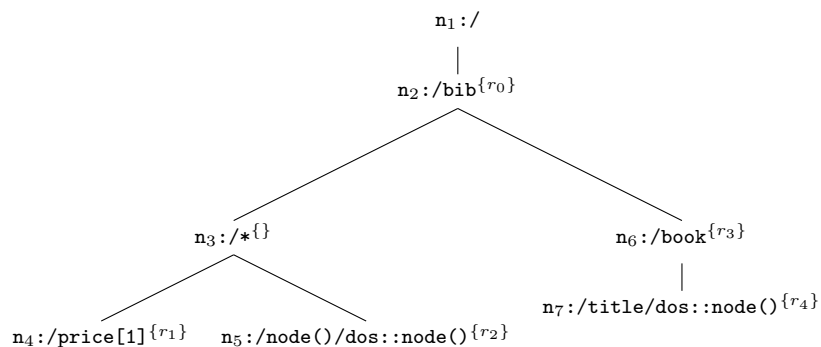 n₁:/
n₂:/bib{r₀}
n₃:/*{} n₆:/book{r₃}
n₄:/price[1]{r₁} n₅:/node()/dos::node(){r₂} n₇:/title/dos::node(){r₄}